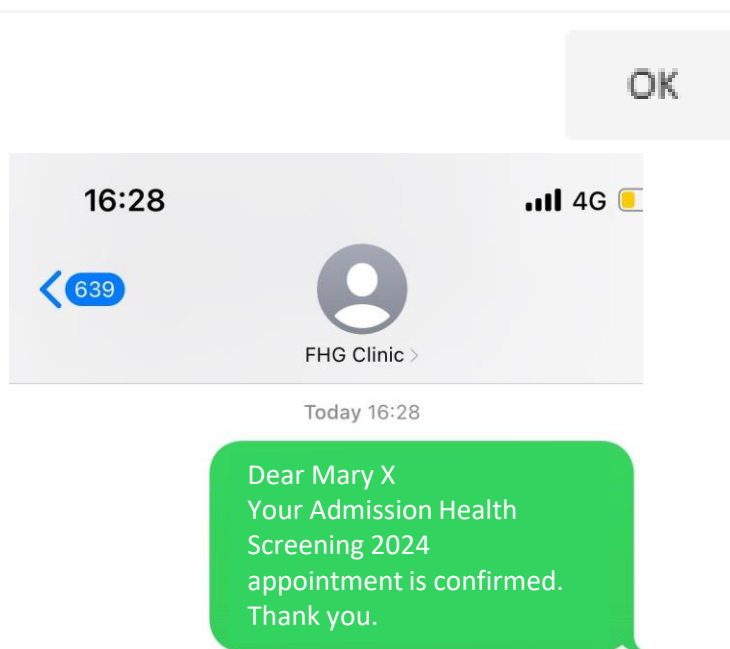 OK
16:28 4G
639
FHG Clinic
Today 16:28
Dear Mary X
Your Admission Health
Screening 2024
appointment is confirmed.
Thank you.